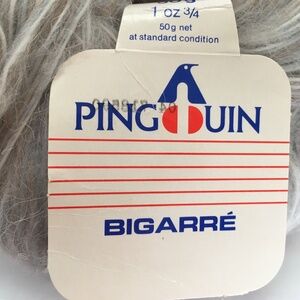 1 oz 3/4
50g net
at standard condition
PINGOUIN
BIGARRÉ